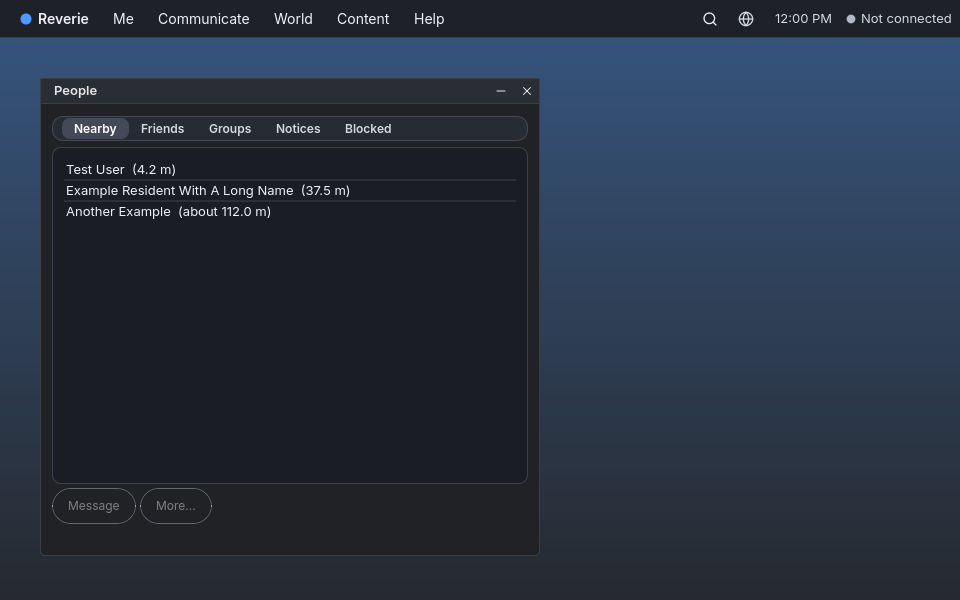 Reverie Me Communicate World Content Help 12:00 PM Not connected
People
Nearby Friends Groups Notices Blocked
Test User (4.2 m)
Example Resident With A Long Name (37.5 m)
Another Example (about 112.0 m)
Message More...